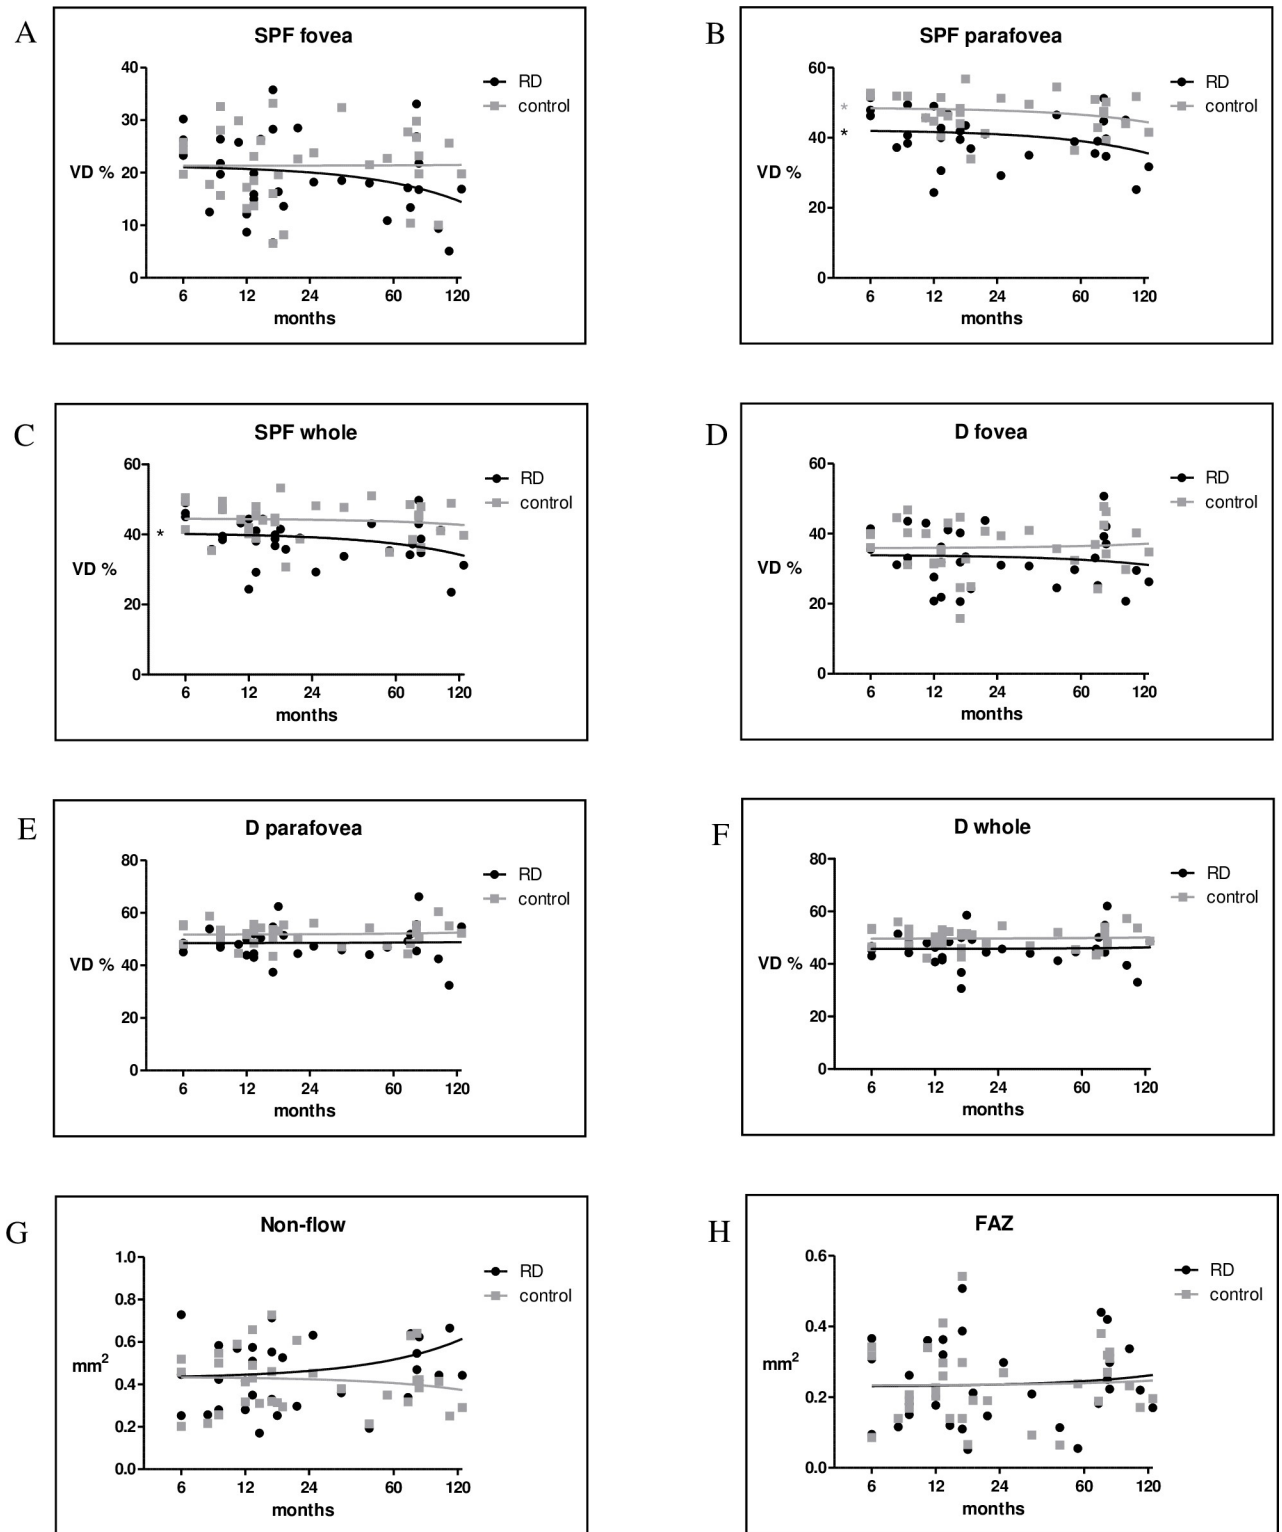 A
SPF fovea
40
30
20
10
0
VD %
6 12 24 60 120
months
RD
control
B
SPF parafovea
60
40
20
0
VD %
*
*
6 12 24 60 120
months
RD
control
C
SPF whole
60
40
20
0
VD %
*
6 12 24 60 120
months
RD
control
D
D fovea
60
40
20
0
VD %
6 12 24 60 120
months
RD
control
E
D parafovea
80
60
40
20
0
VD %
6 12 24 60 120
months
RD
control
F
D whole
80
60
40
20
0
VD %
6 12 24 60 120
months
RD
control
G
Non-flow
1.0
0.8
0.6
0.4
0.2
0.0
mm²
6 12 24 60 120
months
RD
control
H
FAZ
0.6
0.4
0.2
0.0
mm²
6 12 24 60 120
months
RD
control